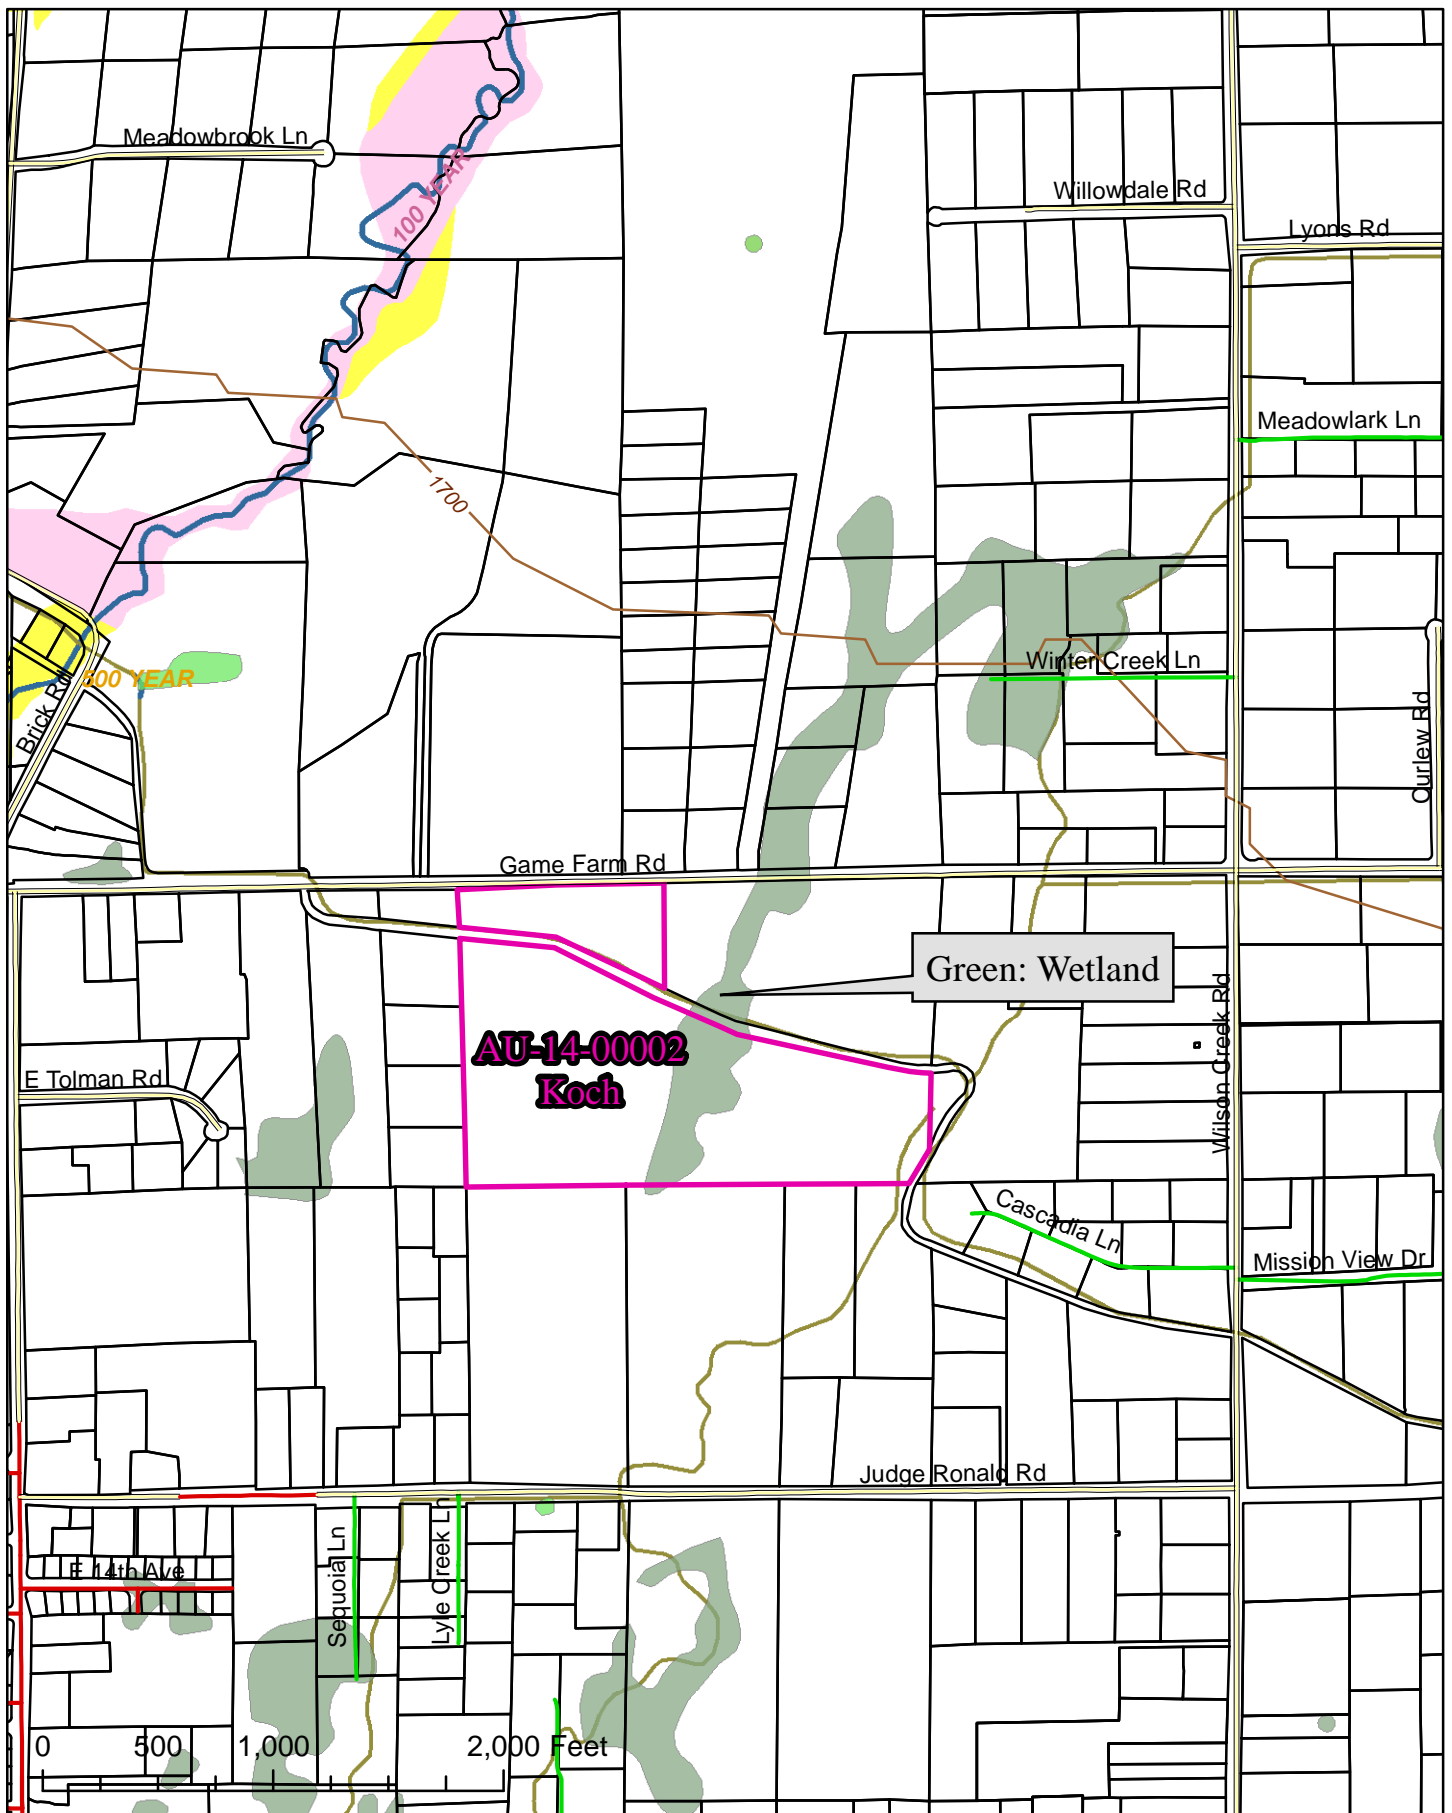 Meadowbrook Ln
100 YEAR
Willowdale Rd
Lyons Rd
Meadowlark Ln
1700
Winter Creek Ln
500 YEAR
Brick Rd
Curlew Rd
Game Farm Rd
Green: Wetland
Wilson Creek Rd
AU-14-00002
Koch
E Tolman Rd
Cascadia Ln
Mission View Dr
Judge Ronald Rd
Sequoia Ln
Lyle Creek Ln
E 14th Ave
0 500 1,000 2,000 Feet